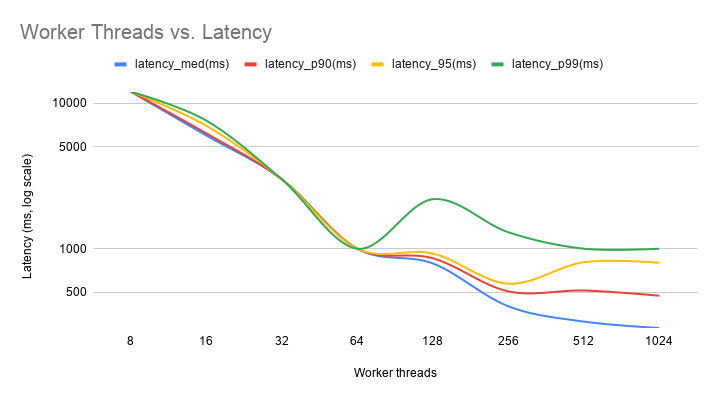 Worker Threads vs. Latency
latency_med(ms) latency_p90(ms) latency_95(ms) latency_p99(ms)
Latency (ms, log scale)
10000
5000
1000
500
8 16 32 64 128 256 512 1024
Worker threads